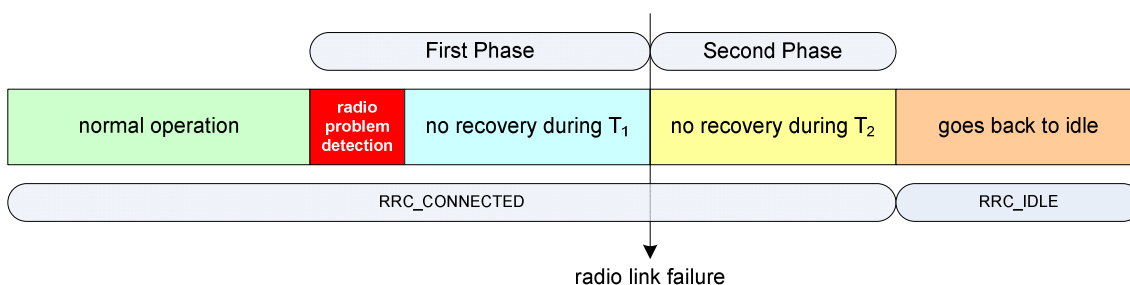 First Phase
Second Phase
normal operation
radio
problem
detection
no recovery during T₁
no recovery during T₂
goes back to idle
RRC_CONNECTED
RRC_IDLE
radio link failure